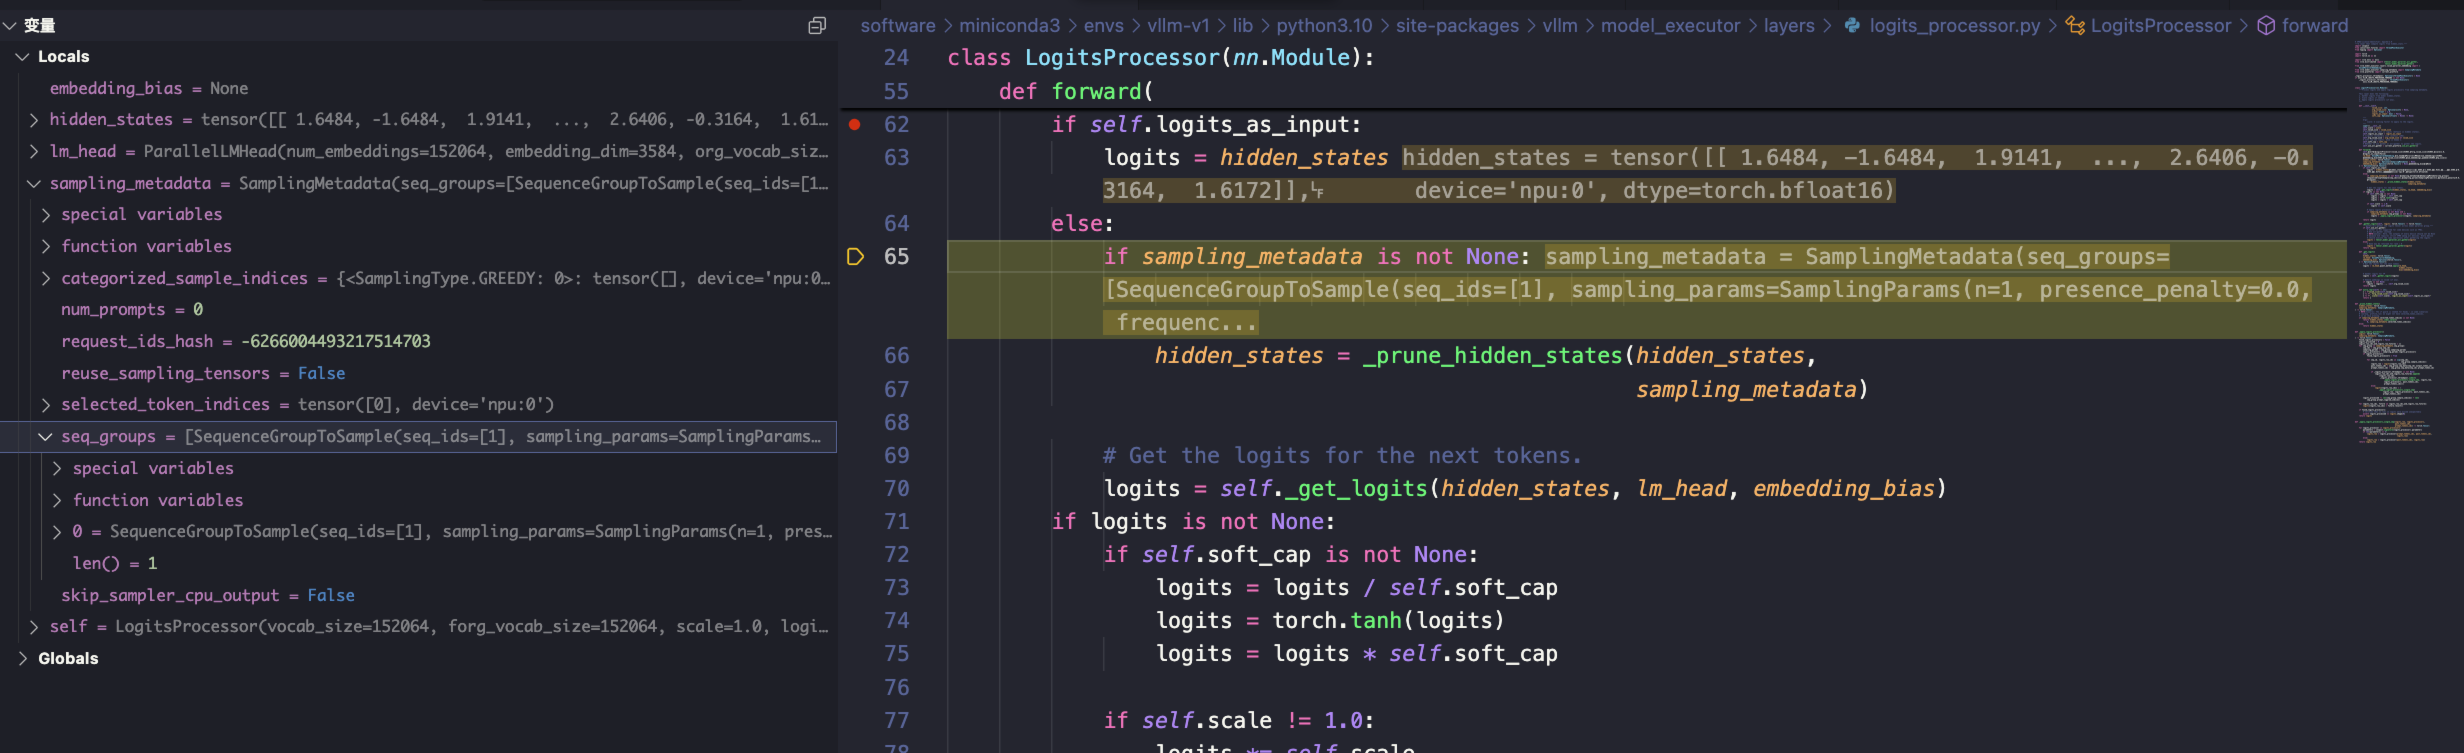 变量
Locals
embedding_bias = None
hidden_states = tensor([[ 1.6484, -1.6484,  1.9141,  ...,  2.6406, -0.3164,  1.61…
lm_head = ParallelLMHead(num_embeddings=152064, embedding_dim=3584, org_vocab_siz…
sampling_metadata = SamplingMetadata(seq_groups=[SequenceGroupToSample(seq_ids=[1…
special variables
function variables
categorized_sample_indices = {<SamplingType.GREEDY: 0>: tensor([], device='npu:0…
num_prompts = 0
request_ids_hash = -6266004493217514703
reuse_sampling_tensors = False
selected_token_indices = tensor([0], device='npu:0')
seq_groups = [SequenceGroupToSample(seq_ids=[1], sampling_params=SamplingParams…
special variables
function variables
0 = SequenceGroupToSample(seq_ids=[1], sampling_params=SamplingParams(n=1, pres…
len() = 1
skip_sampler_cpu_output = False
self = LogitsProcessor(vocab_size=152064, forg_vocab_size=152064, scale=1.0, logi…
Globals
software > miniconda3 > envs > vllm-v1 > lib > python3.10 > site-packages > vllm > model_executor > layers > logits_processor.py > LogitsProcessor > forward
24 class LogitsProcessor(nn.Module):
55 def forward(
62 if self.logits_as_input:
63 logits = hidden_states hidden_states = tensor([[ 1.6484, -1.6484,  1.9141,  ...,  2.6406, -0.
3164,  1.6172]],␊       device='npu:0', dtype=torch.bfloat16)
64 else:
65 if sampling_metadata is not None: sampling_metadata = SamplingMetadata(seq_groups=
[SequenceGroupToSample(seq_ids=[1], sampling_params=SamplingParams(n=1, presence_penalty=0.0,
frequenc...
66 hidden_states = _prune_hidden_states(hidden_states,
67 sampling_metadata)
68
69 # Get the logits for the next tokens.
70 logits = self._get_logits(hidden_states, lm_head, embedding_bias)
71 if logits is not None:
72 if self.soft_cap is not None:
73 logits = logits / self.soft_cap
74 logits = torch.tanh(logits)
75 logits = logits * self.soft_cap
76
77 if self.scale != 1.0:
78 logits *= self.scale